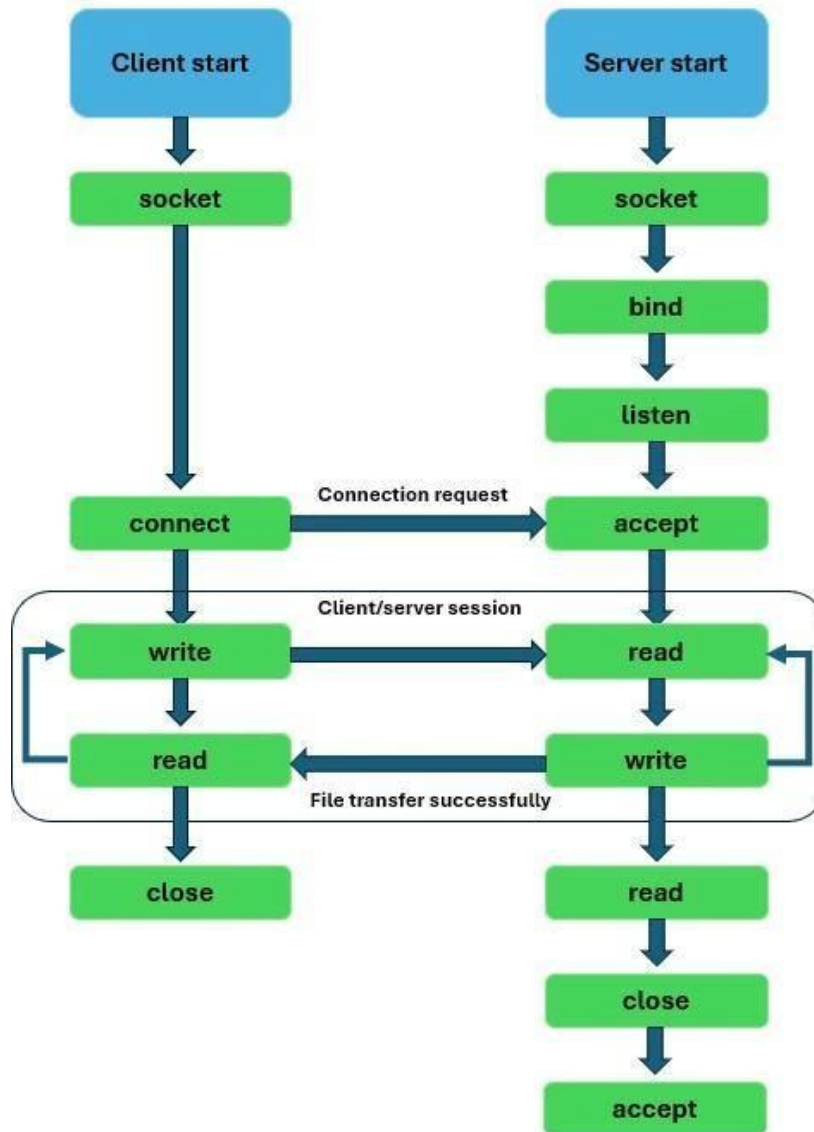 Client start
Server start
socket
socket
bind
listen
Connection request
connect
accept
Client/server session
write
read
read
write
File transfer successfully
close
read
close
accept